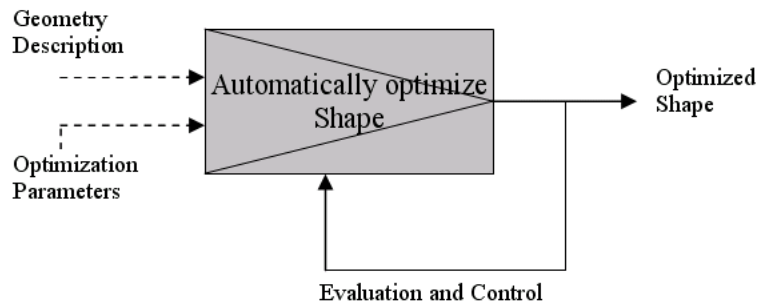 Geometry
Description
Automatically optimize
Shape
Optimized
Shape
Optimization
Parameters
Evaluation and Control